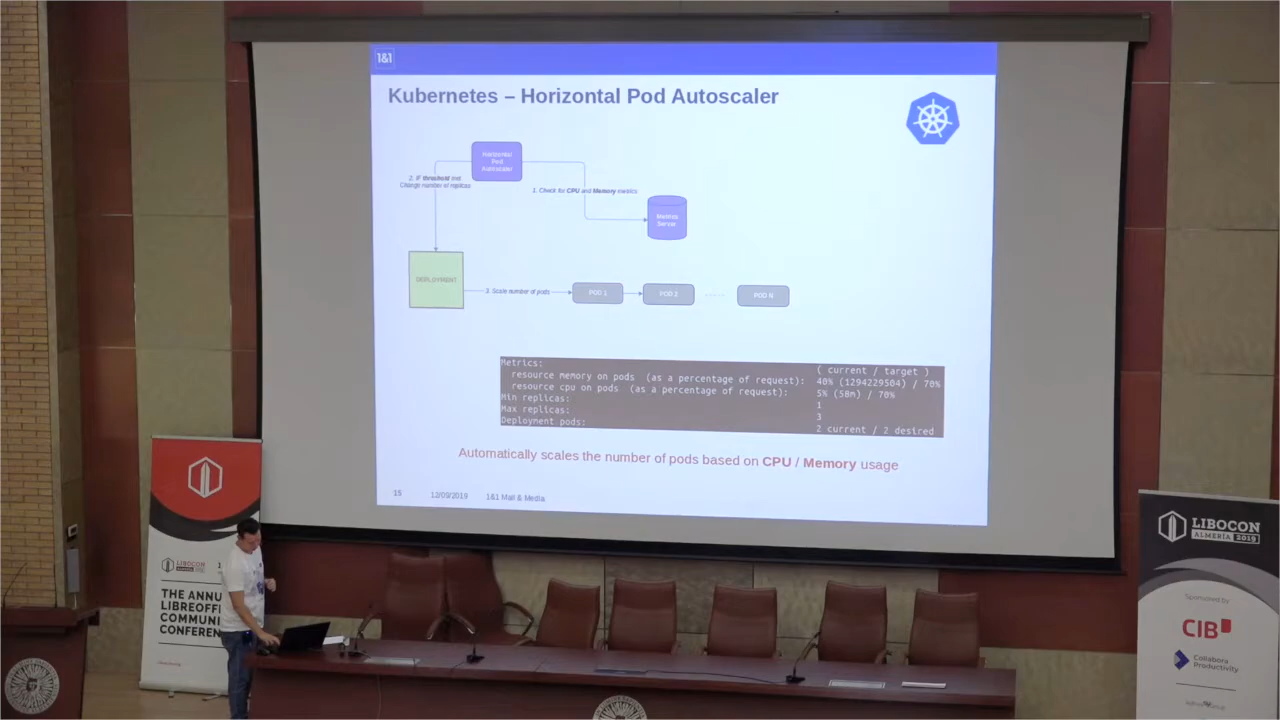 1&1
Kubernetes – Horizontal Pod Autoscaler
Horizontal
Pod
Autoscaler
2. IF threshold met
Change number of replicas
1. Check for CPU and Memory metrics
Metrics
Server
DEPLOYMENT
3. Scale number of pods
POD 1
POD 2
POD N
Metrics: ( current / target )
resource memory on pods (as a percentage of request): 40% (1294229504) / 70%
resource cpu on pods (as a percentage of request): 5% (58m) / 70%
Min replicas: 1
Max replicas: 3
Deployment pods: 2 current / 2 desired
Automatically scales the number of pods based on CPU / Memory usage
15 12/09/2019 1&1 Mail & Media
LIBOCON
THE ANNU
LIBREOFFI
COMMUNI
CONFEREN
LIBOCON
ALMERÍA 2019
Sponsored by
CIB
Collabora
Productivity